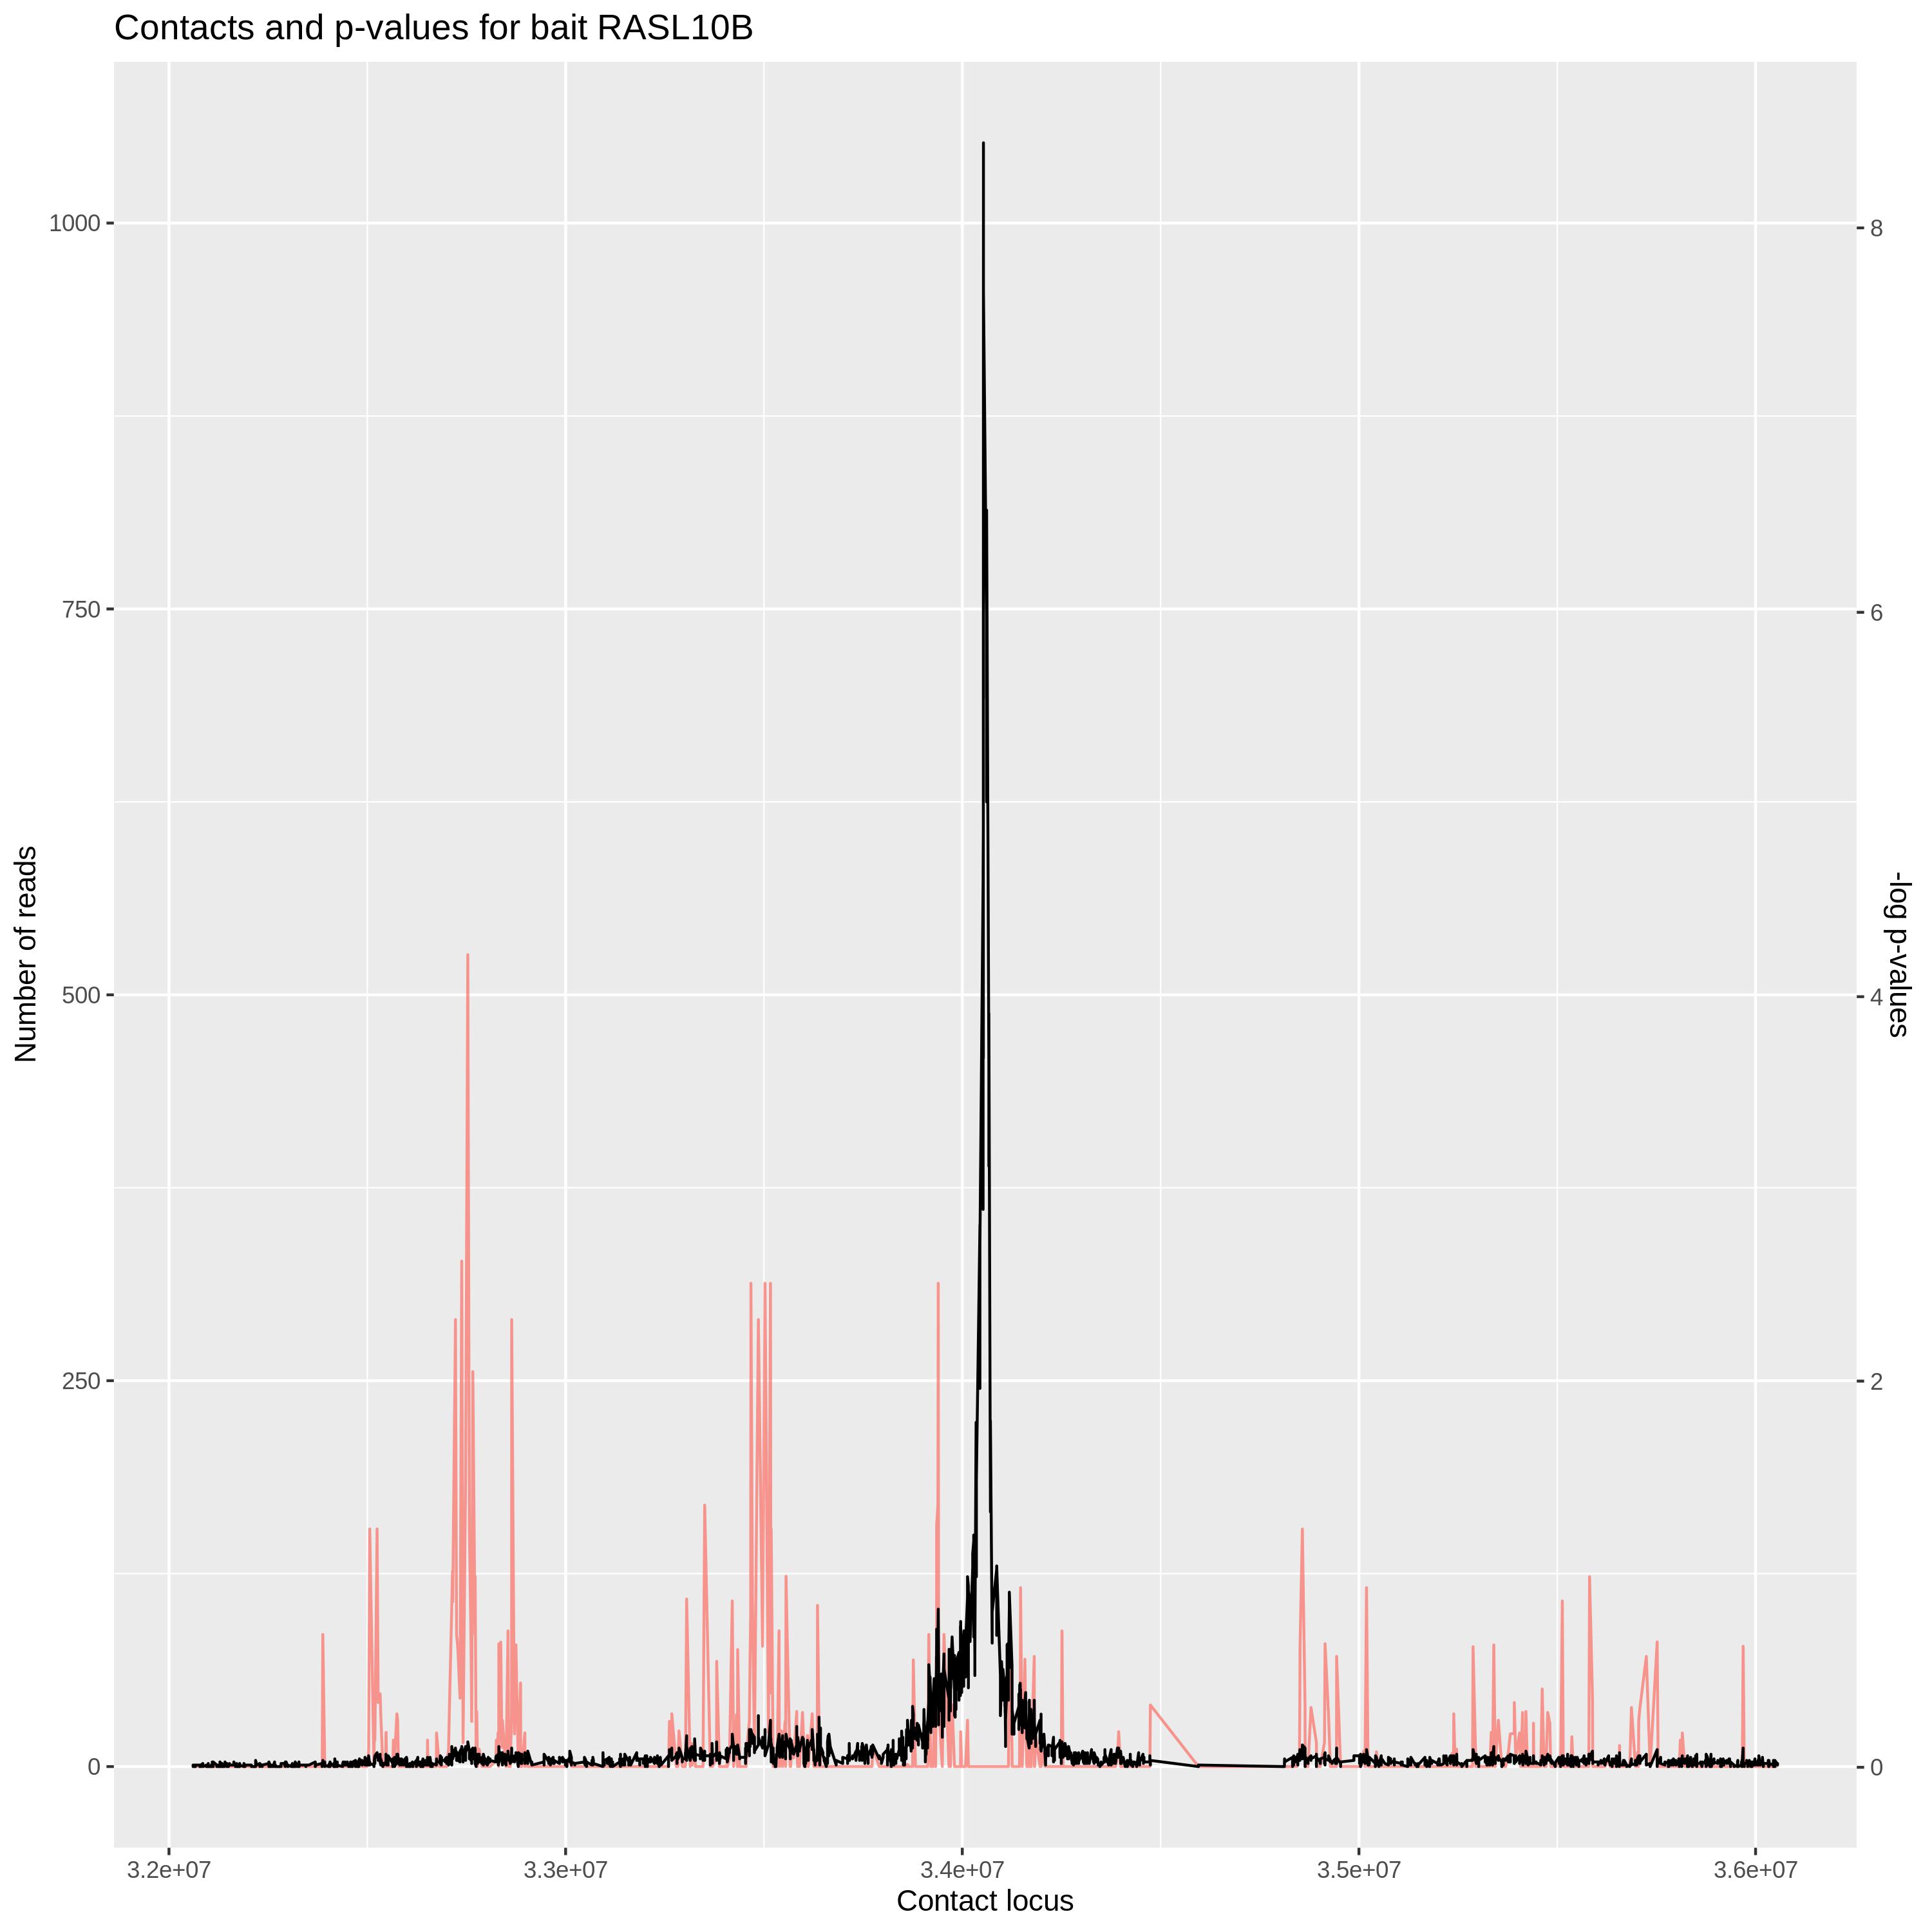 Contacts and p-values for bait RASL10B
1000
750
500
250
0
Number of reads
8
6
4
2
0
-log p-values
3.2e+07 3.3e+07 3.4e+07 3.5e+07 3.6e+07
Contact locus